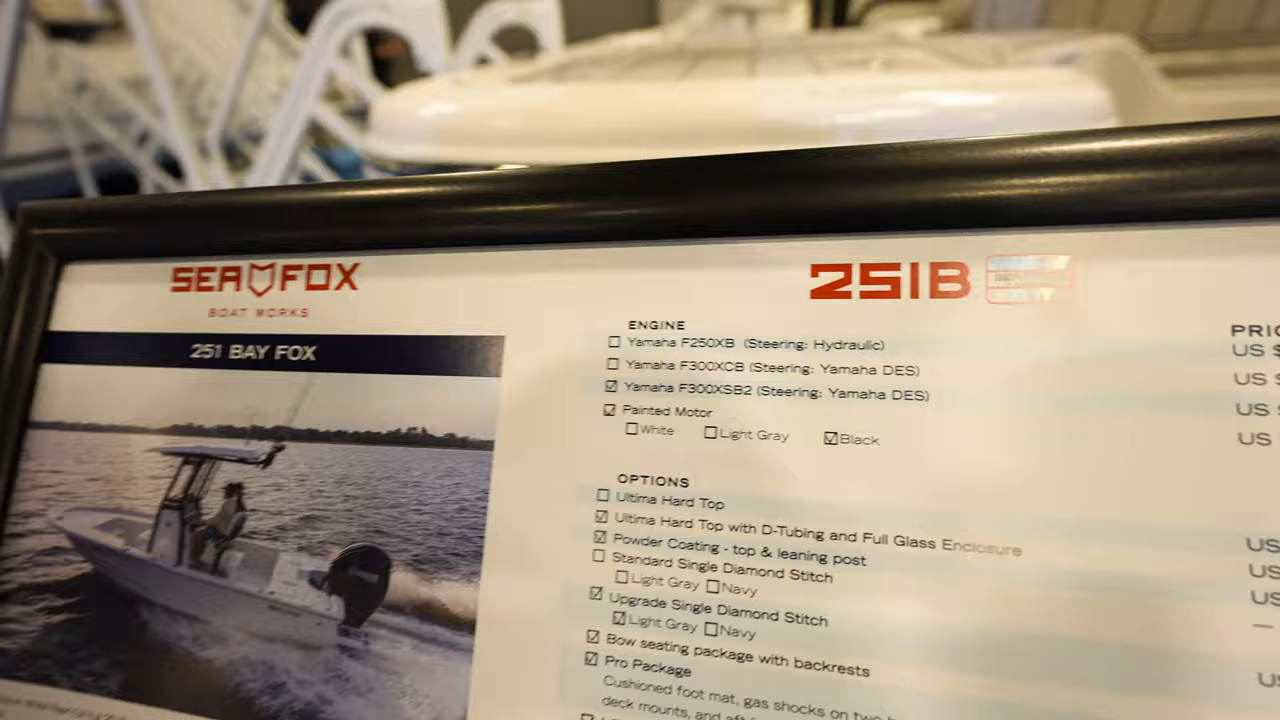 SEA FOX
BOAT WORKS
251 BAY FOX
251B
ENGINE
Yamaha F250XB (Steering: Hydraulic)
Yamaha F300XCB (Steering: Yamaha DES)
Yamaha F300XSB2 (Steering: Yamaha DES)
Painted Motor
White Light Gray Black
OPTIONS
Ultima Hard Top
Ultima Hard Top with D-Tubing and Full Glass Enclosure
Powder Coating - top & leaning post
Standard Single Diamond Stitch
Light Gray Navy
Upgrade Single Diamond Stitch
Light Gray Navy
Bow seating package with backrests
Pro Package
Cushioned foot mat, gas shocks on two
deck mounts, and
US $
US $
US $
US
US
US
US
—
US